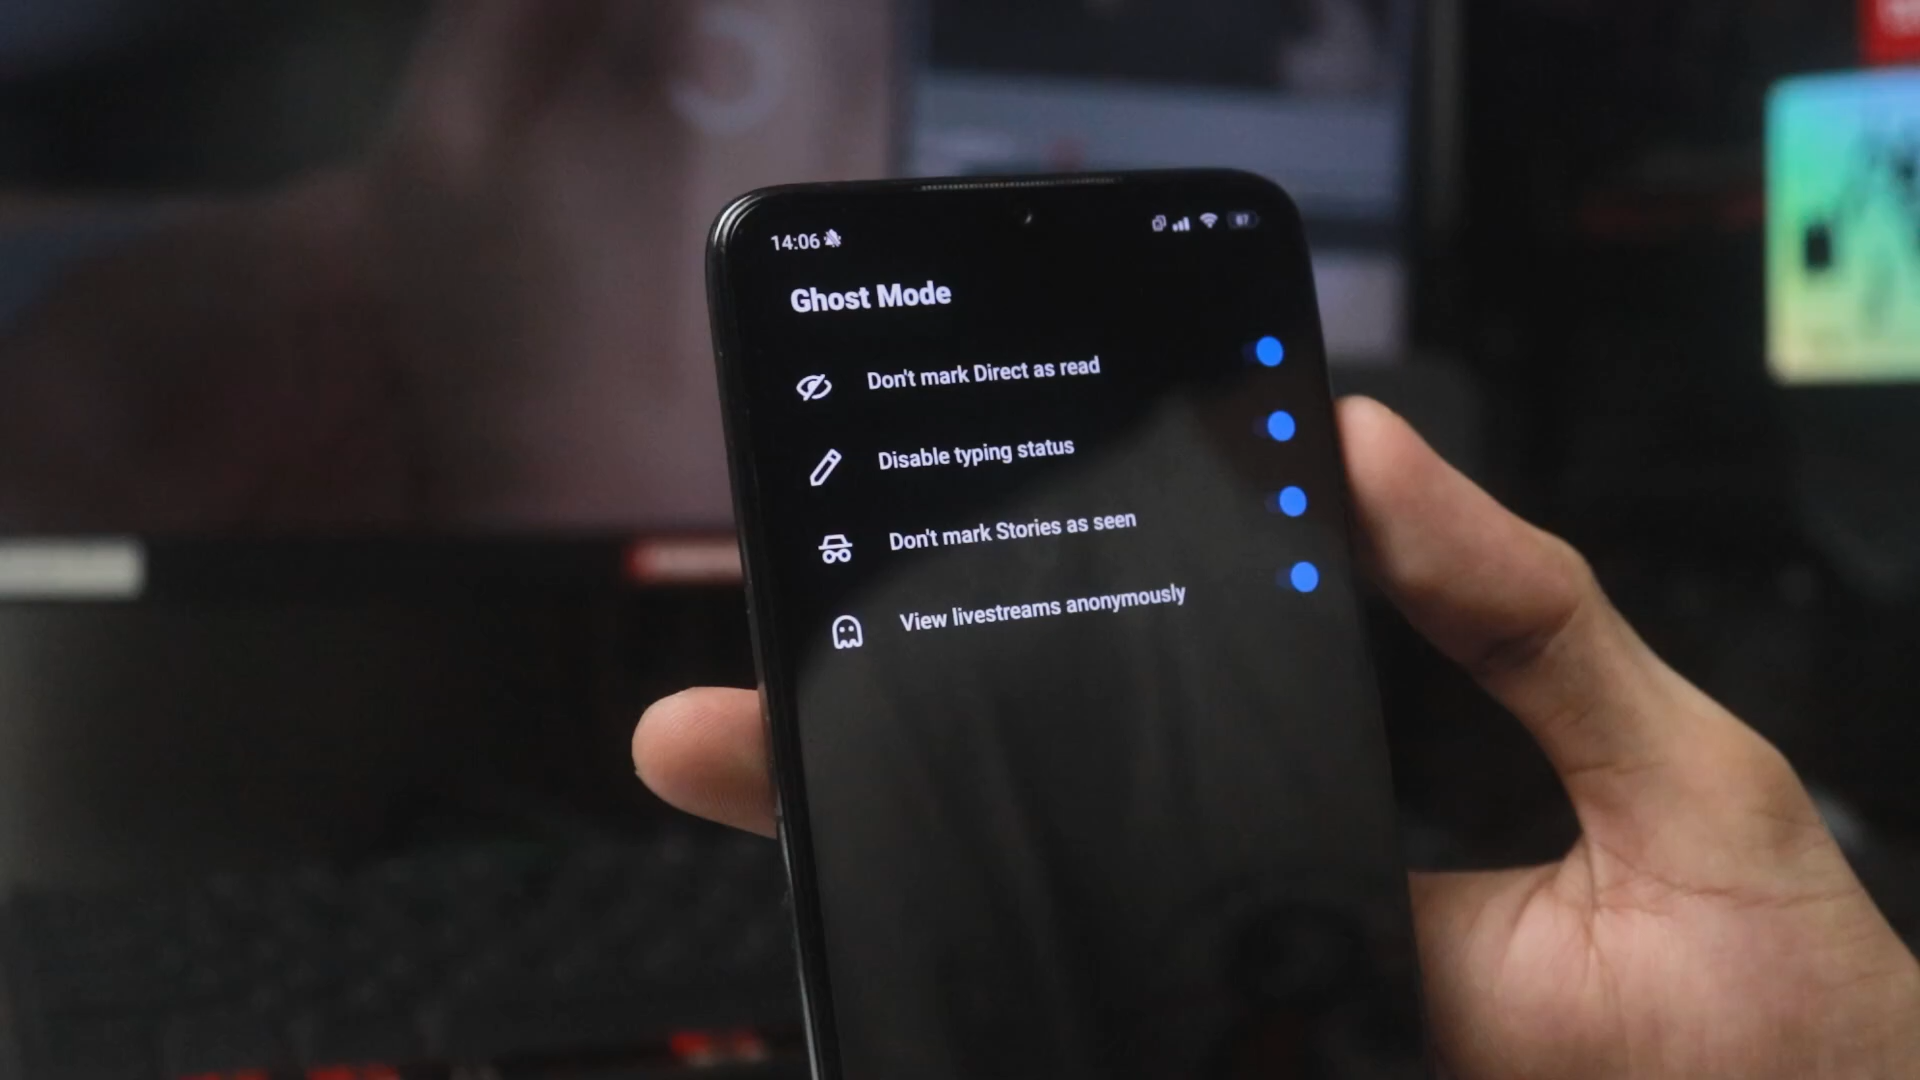 14:06
87
Ghost Mode
Don't mark Direct as read
Disable typing status
Don't mark Stories as seen
View livestreams anonymously